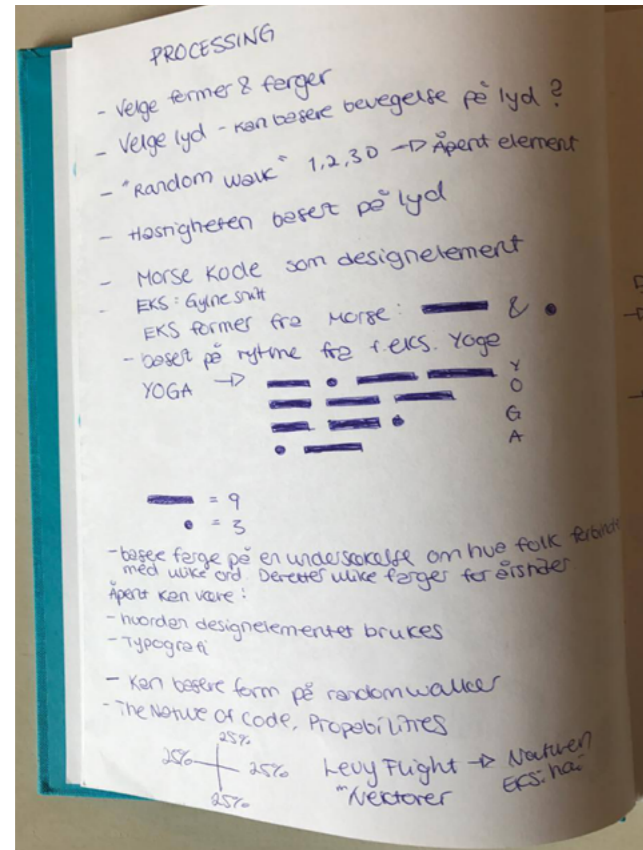 PROCESSING
- Velge former & farger
- Velge lyd - kan basere bevegelse på lyd?
- "Random walk" 1,2,3D → Åpent element
- Hastigheten basert på lyd
- Morse kode som designelement
- EKS: Gylne snitt
EKS former fra Morse: — & •
- basert på rytme fra f.eks. Yoga
YOGA → — • — — Y
— — — O
— — • G
• — A
— = 9
• = 3
- basere farge på en undersøkelse om hva folk forbinde
med ulike ord. Deretter ulike farger for årstider
Åpent kan være:
- hvordan designelementet brukes
- Typografi
- Kan basere form på randomwalker
- The Nature of Code, Propabilities
25%
25% 25%
25%
Levy Flight → Naturen
"Vektorer EKS: hai